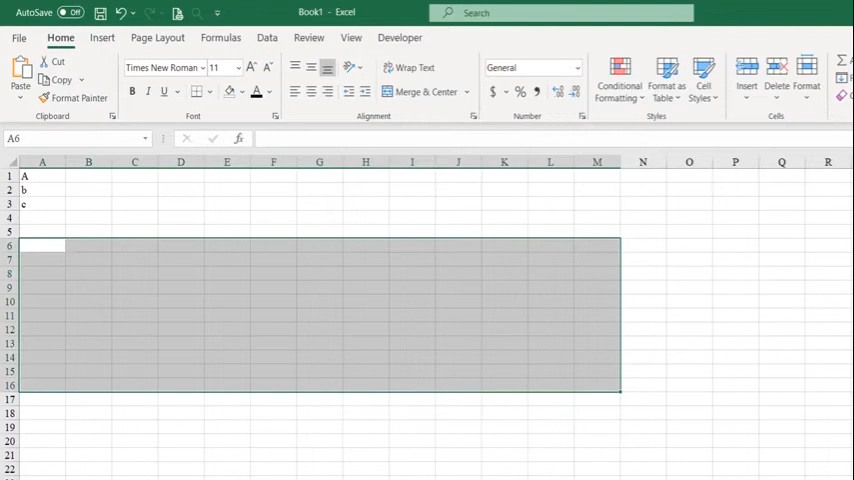 AutoSave Off Book1 - Excel Search
File Home Insert Page Layout Formulas Data Review View Developer
Cut
Copy
Paste
Format Painter
Times New Roman 11 A A
B I U A
Wrap Text
Merge & Center
General
$ % ,
Conditional Formatting
Format as Table
Cell Styles
Insert Delete Format
Clipboard Font Alignment Number Styles Cells
A6 fx
A B C D E F G H I J K L M N O P Q R
1 A
2 b
3 c
4
5
6
7
8
9
10
11
12
13
14
15
16
17
18
19
20
21
22